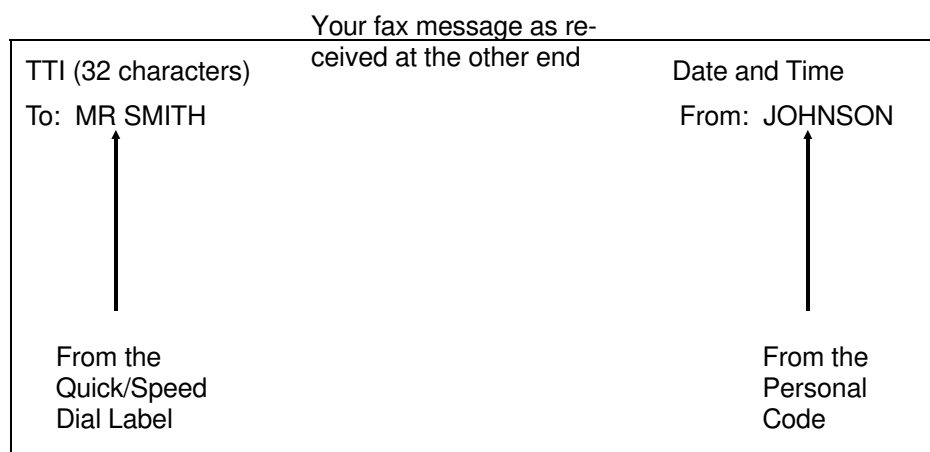 Your fax message as re-
ceived at the other end
TTI (32 characters)
Date and Time
To: MR SMITH
From: JOHNSON
From the
Quick/Speed
Dial Label
From the
Personal
Code